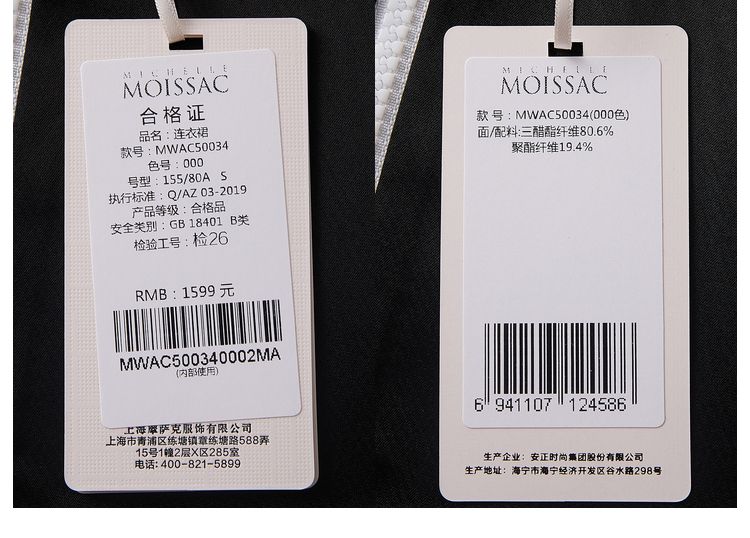 MICHELLE
MOISSAC
合格证
品名：连衣裙
款号：MWAC50034
色号：000
号型：155/80A S
执行标准：Q/AZ 03-2019
产品等级：合格品
安全类别：GB 18401 B类
检验工号：检26
RMB：1599 元
MWAC500340002MA
(内部使用)
上海摩萨克服饰有限公司
上海市青浦区练塘镇章练塘路588弄
15号1幢2层X区285室
电话: 400-821-5899
MICHELLE
MOISSAC
款 号：MWAC50034(000色)
面/配料:三醋酯纤维80.6%
聚酯纤维19.4%
6 941107 124586
生产企业：安正时尚集团股份有限公司
生产地址：海宁市海宁经济开发区谷水路298号